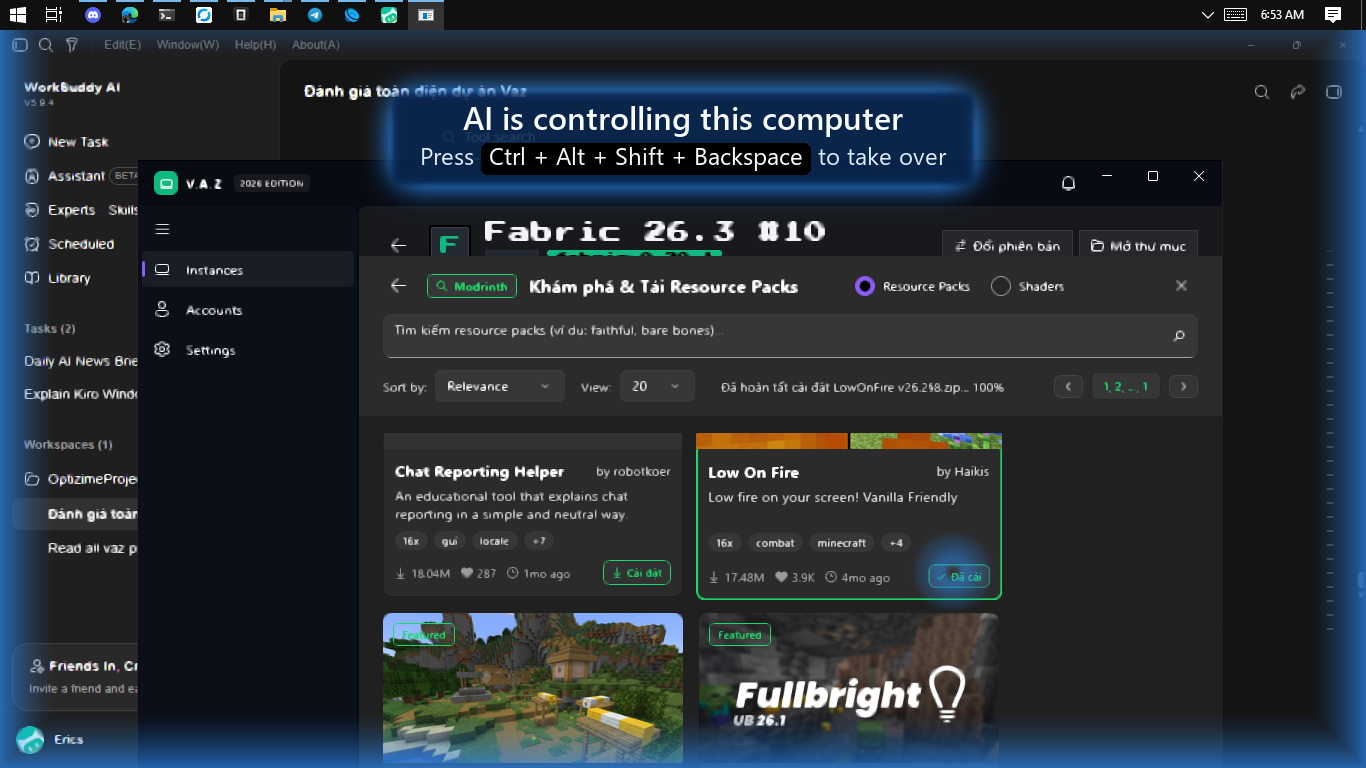 6:53 AM
Edit(E) Window(W) Help(H) About(A)
WorkBuddy AI
V5.9.4
New Task
Assistant BETA
Experts Skills
Scheduled
Library
Tasks (2)
Daily AI News Brie
Explain Kiro Windo
Workspaces (1)
OptizimeProje
Đánh giá toàn
Read all vaz p
Friends In, Cr
Invite a friend and ea
Erics
Đánh giá toàn diện dự án Vaz
AI is controlling this computer
Press Ctrl + Alt + Shift + Backspace to take over
V.A.Z 2026 EDITION
Instances
Accounts
Settings
F
Fabric 26.3 #10
Đổi phiên bản
Mở thư mục
Modrinth
Khám phá & Tải Resource Packs
Resource Packs
Shaders
Tìm kiếm resource packs (ví dụ: faithful, bare bones)...
Sort by: Relevance
View: 20
Đã hoàn tất cài đặt LowOnFire v26.2§8.zip... 100%
1, 2, ..., 1
Chat Reporting Helper by robotkoer
An educational tool that explains chat
reporting in a simple and neutral way.
16x gui locale +7
18.04M 287 1mo ago Cài đặt
Low On Fire by Haikis
Low fire on your screen! Vanilla Friendly
16x combat minecraft +4
17.48M 3.9K 4mo ago Đã cài
Featured
Featured
Fullbright
UB 26.1